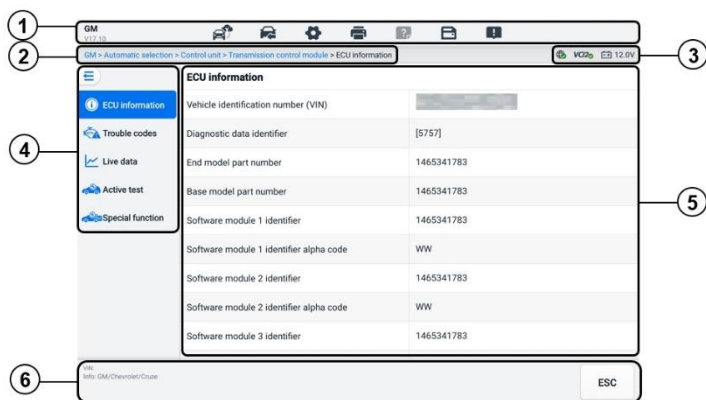 1
GM
V17.10
2
GM > Automatic selection > Control unit > Transmission control module > ECU information
VCI2 12.0V
3
ECU information
ECU information
Vehicle identification number (VIN)
Trouble codes
Diagnostic data identifier [5757]
4
Live data
End model part number 1465341783
Active test
Base model part number 1465341783
5
Special function
Software module 1 identifier 1465341783
Software module 1 identifier alpha code WW
Software module 2 identifier 1465341783
Software module 2 identifier alpha code WW
Software module 3 identifier 1465341783
6
VIN:
Info: GM/Chevrolet/Cruze
ESC